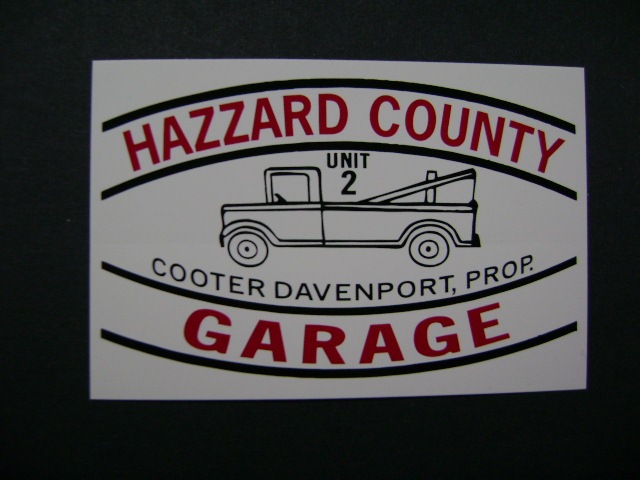 HAZZARD COUNTY
UNIT
2
COOTER DAVENPORT, PROP.
GARAGE